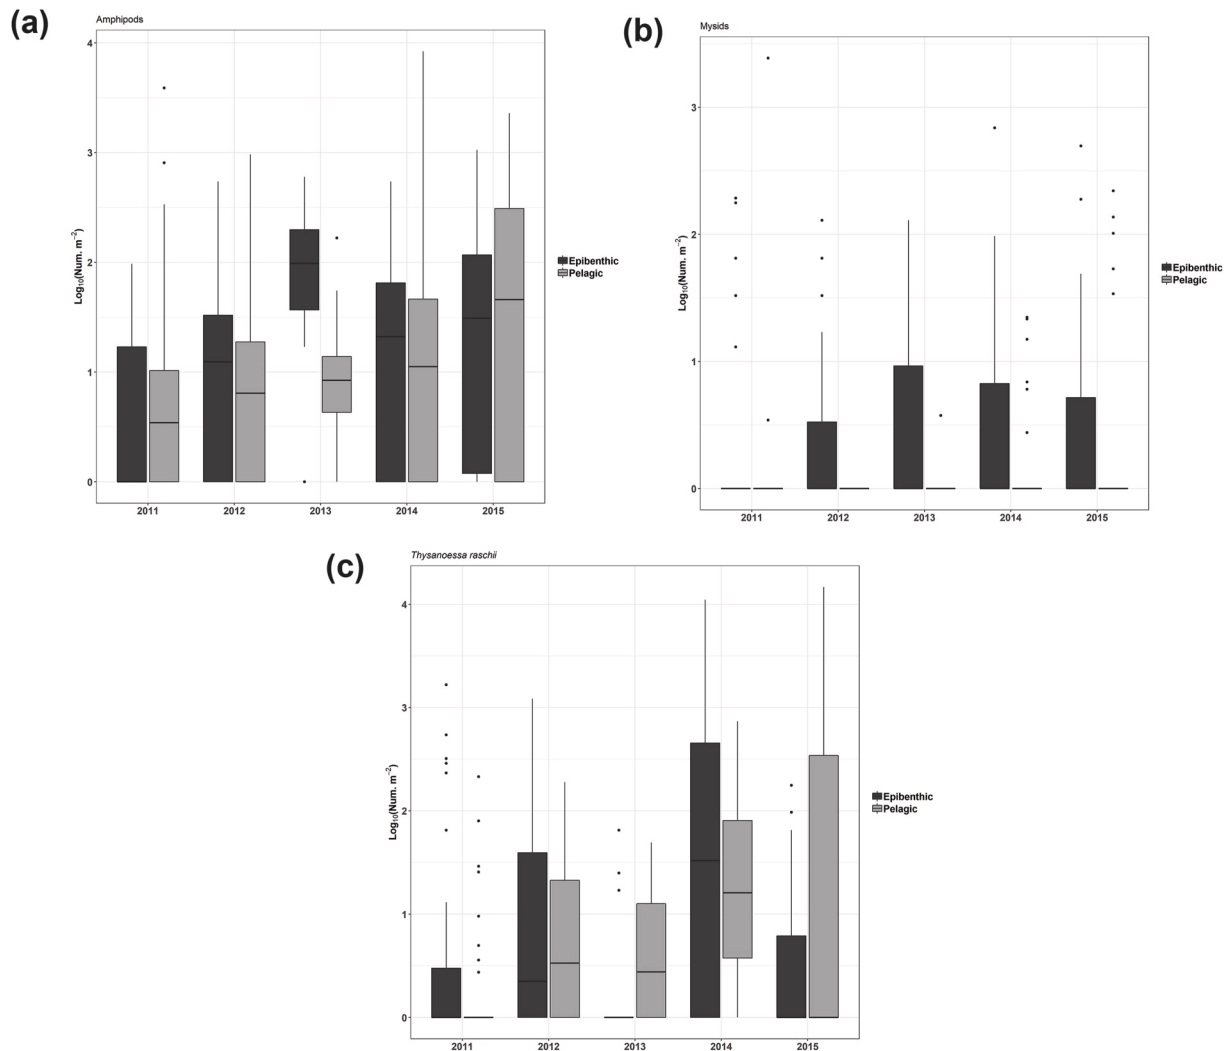 (a)
Amphipods
4
3
2
1
0
Log10(Num. m−2)
2011 2012 2013 2014 2015
Epibenthic
Pelagic
(b)
Mysids
3
2
1
0
Log10(Num. m−2)
2011 2012 2013 2014 2015
Epibenthic
Pelagic
(c)
Thysanoessa raschii
4
3
2
1
0
Log10(Num. m−2)
2011 2012 2013 2014 2015
Epibenthic
Pelagic